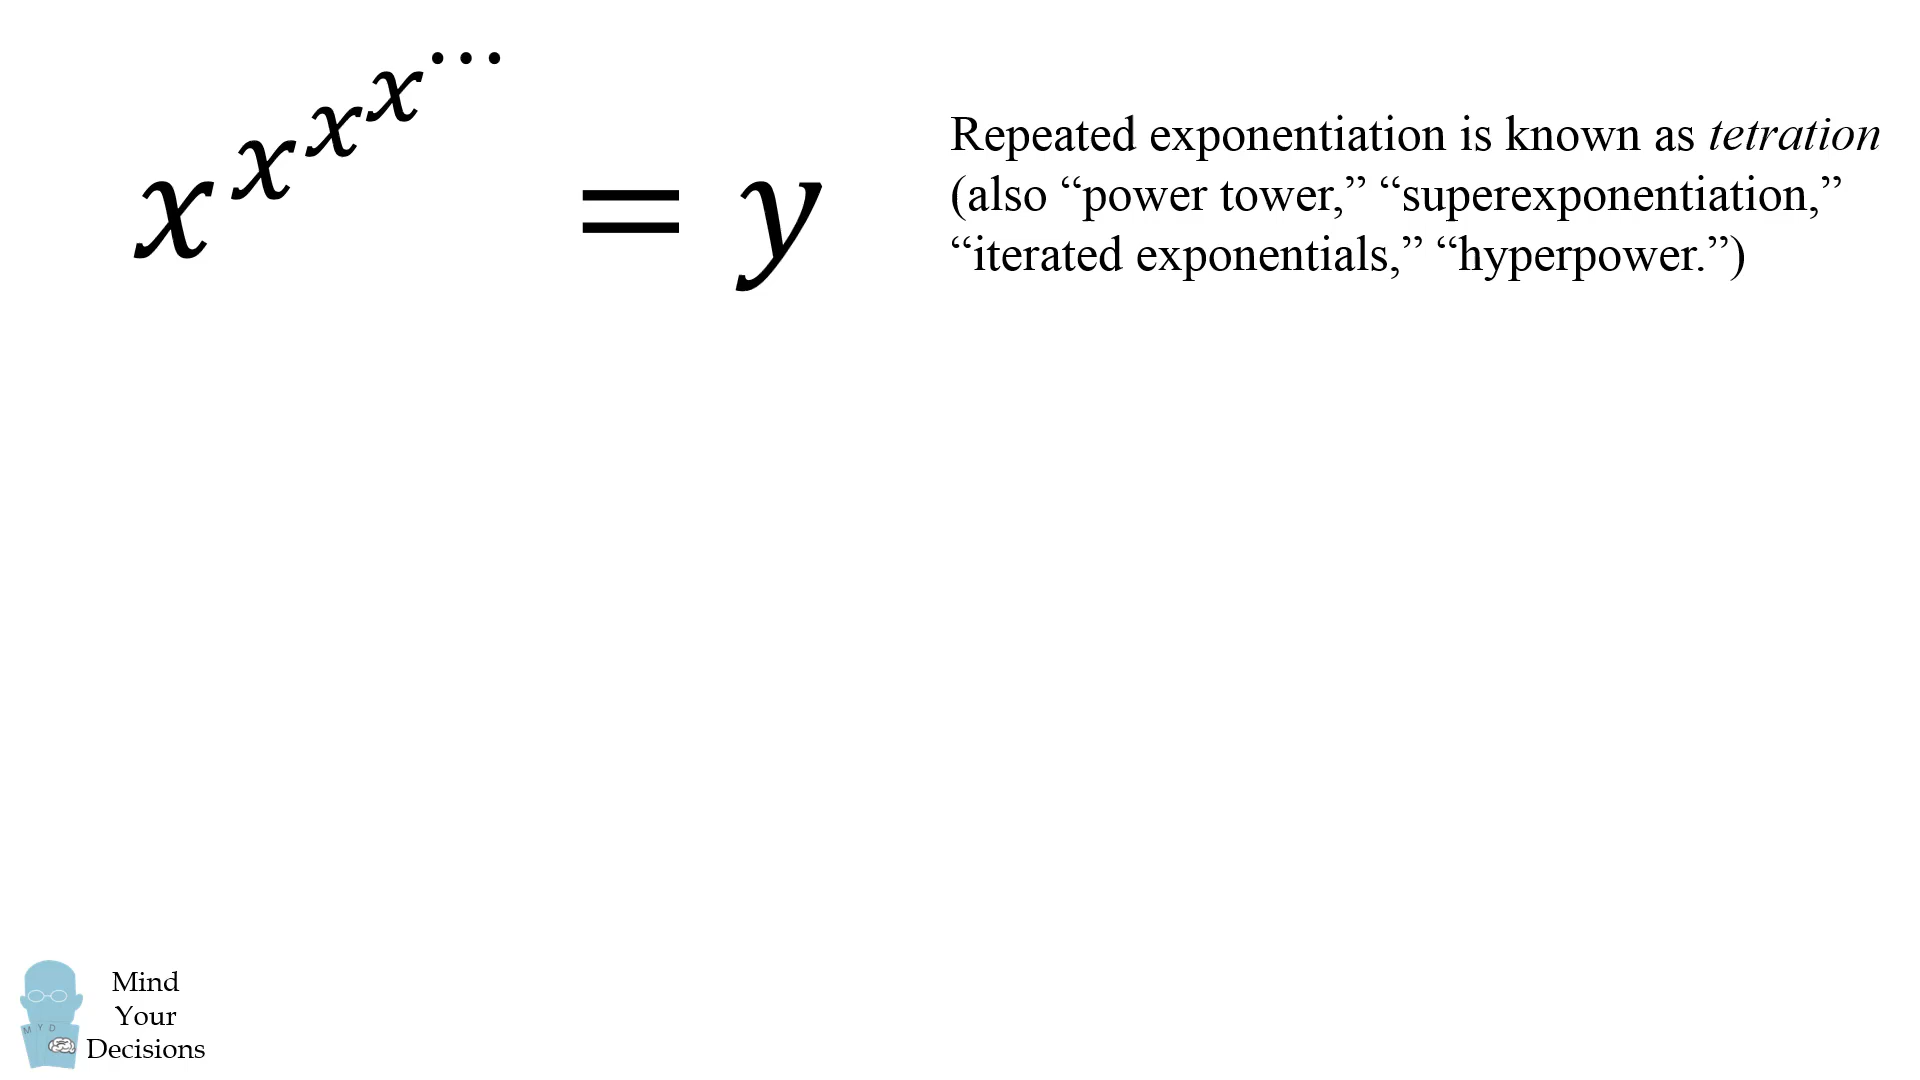 x^{x^{x^{x^{...}}}} = y
Repeated exponentiation is known as tetration
(also “power tower,” “superexponentiation,”
“iterated exponentials,” “hyperpower.”)
M Y D
Mind
Your
Decisions